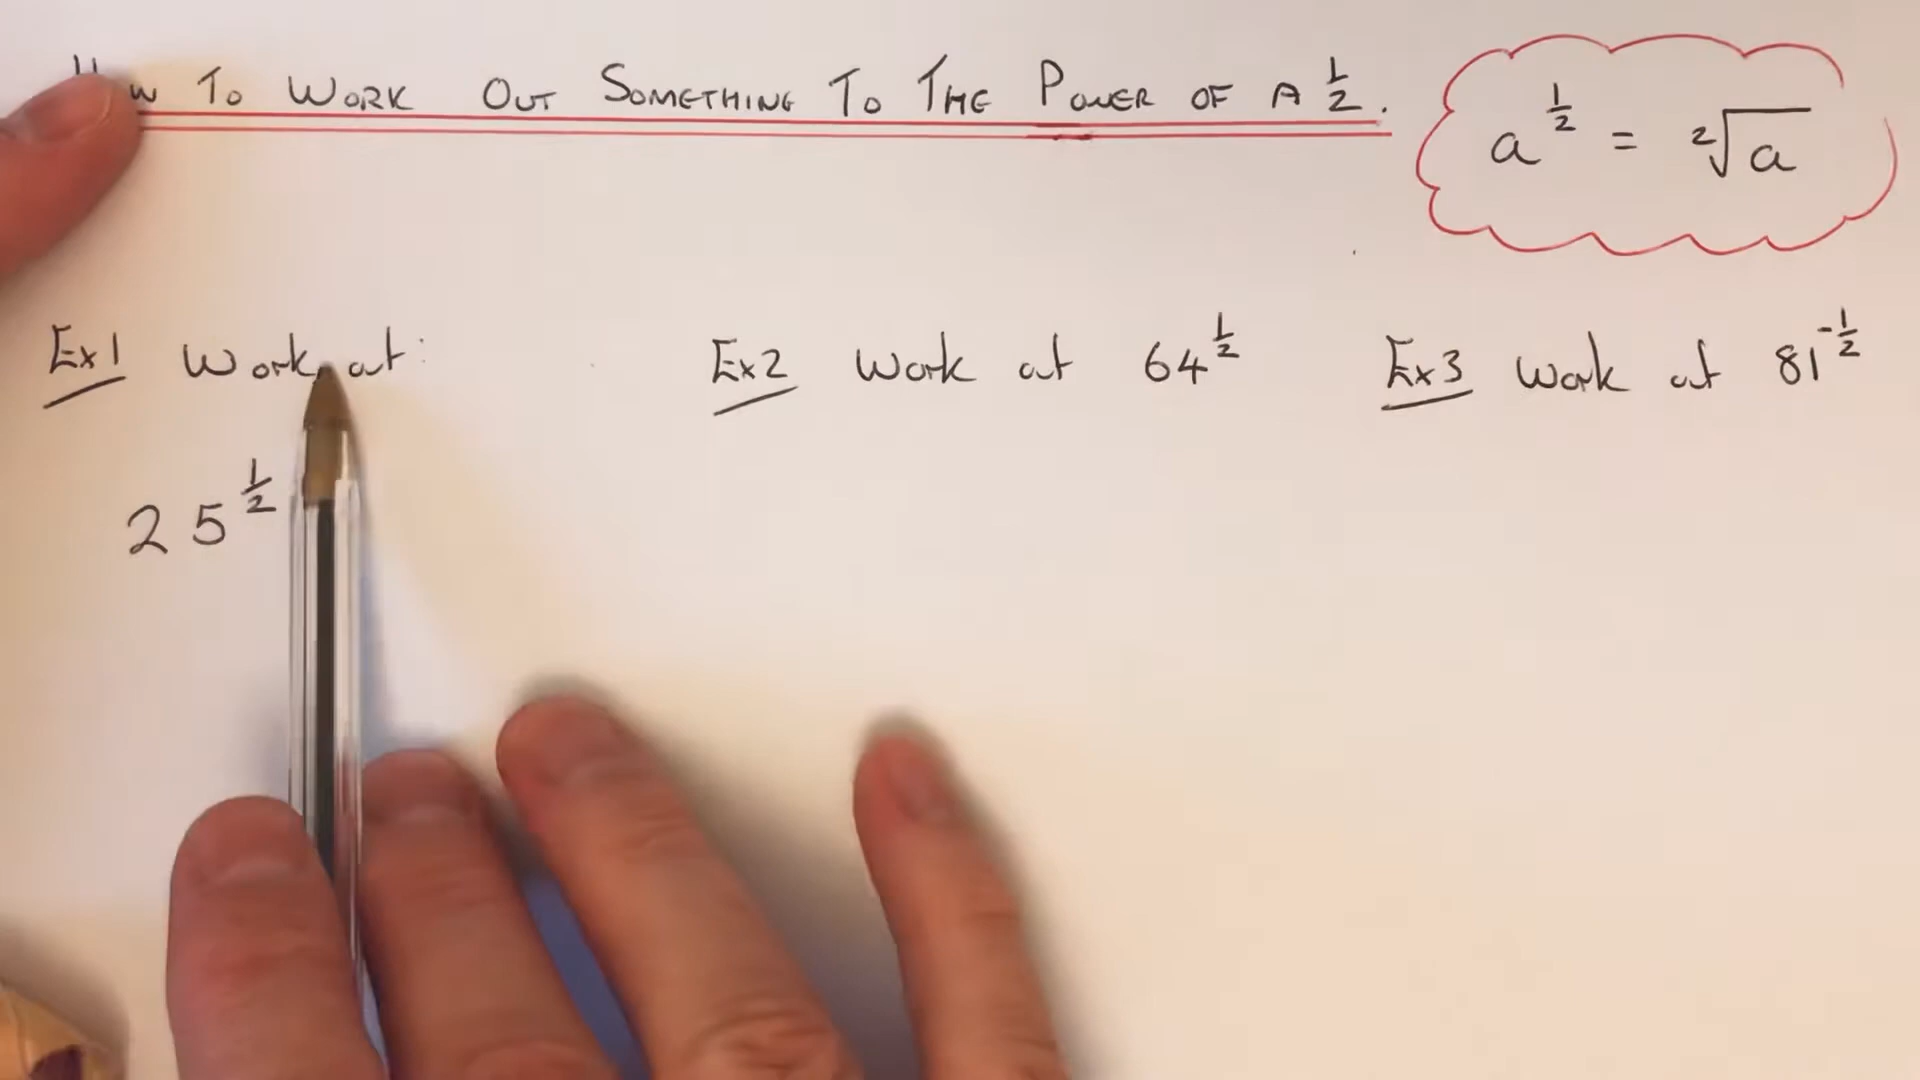 To Work Out Something To The Power Of A 1/2.
a^1/2 = ²√a
Ex1 Work out:
25^1/2
Ex2 Work out 64^1/2
Ex3 Work out 81^-1/2